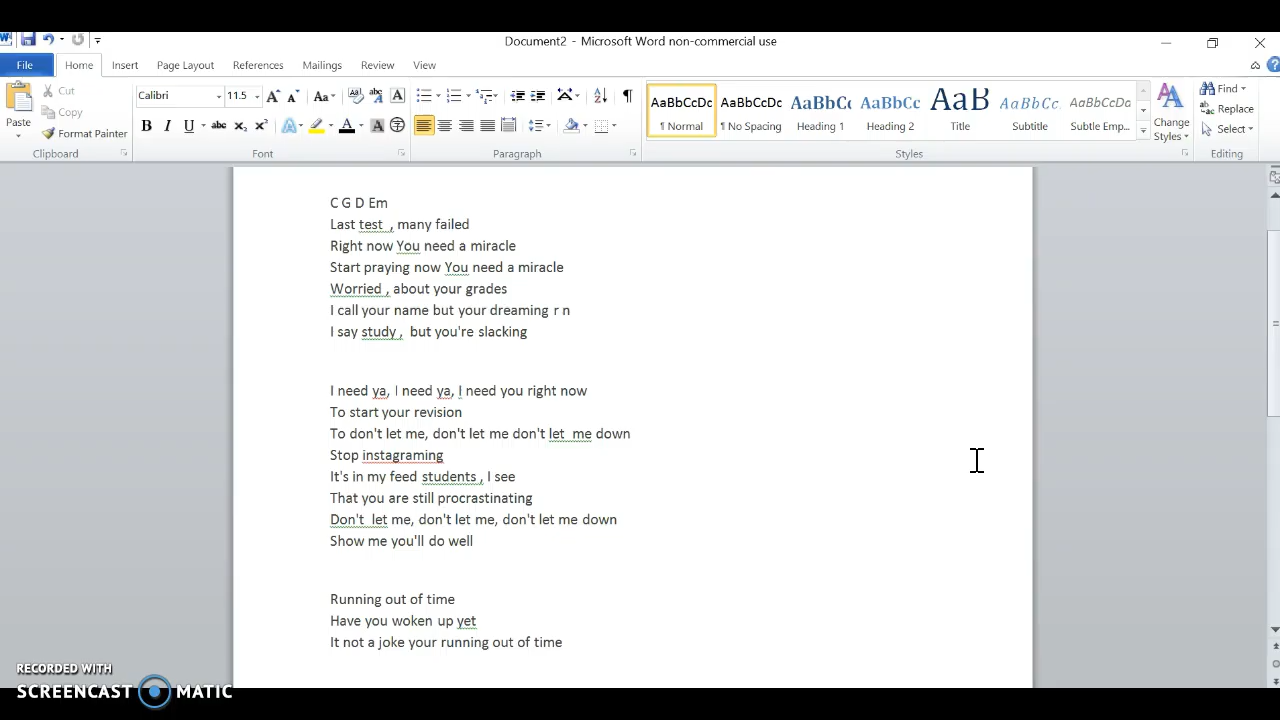 Document2 - Microsoft Word non-commercial use
File Home Insert Page Layout References Mailings Review View
Paste
Cut
Copy
Format Painter
Clipboard
Calibri 11.5
Font
Paragraph
AaBbCcDc AaBbCcDc AaBbCc AaBbCc AaB AaBbCc AaBbCcDc
¶ Normal ¶ No Spacing Heading 1 Heading 2 Title Subtitle Subtle Emp...
Styles
Change Styles
Find
Replace
Select
Editing
C G D Em
Last test , many failed
Right now You need a miracle
Start praying now You need a miracle
Worried , about your grades
I call your name but your dreaming r n
I say study , but you're slacking
I need ya, I need ya, I need you right now
To start your revision
To don't let me, don't let me don't let me down
Stop instagraming
It's in my feed students , I see
That you are still procrastinating
Don't let me, don't let me, don't let me down
Show me you'll do well
Running out of time
Have you woken up yet
It not a joke your running out of time
RECORDED WITH
SCREENCAST MATIC